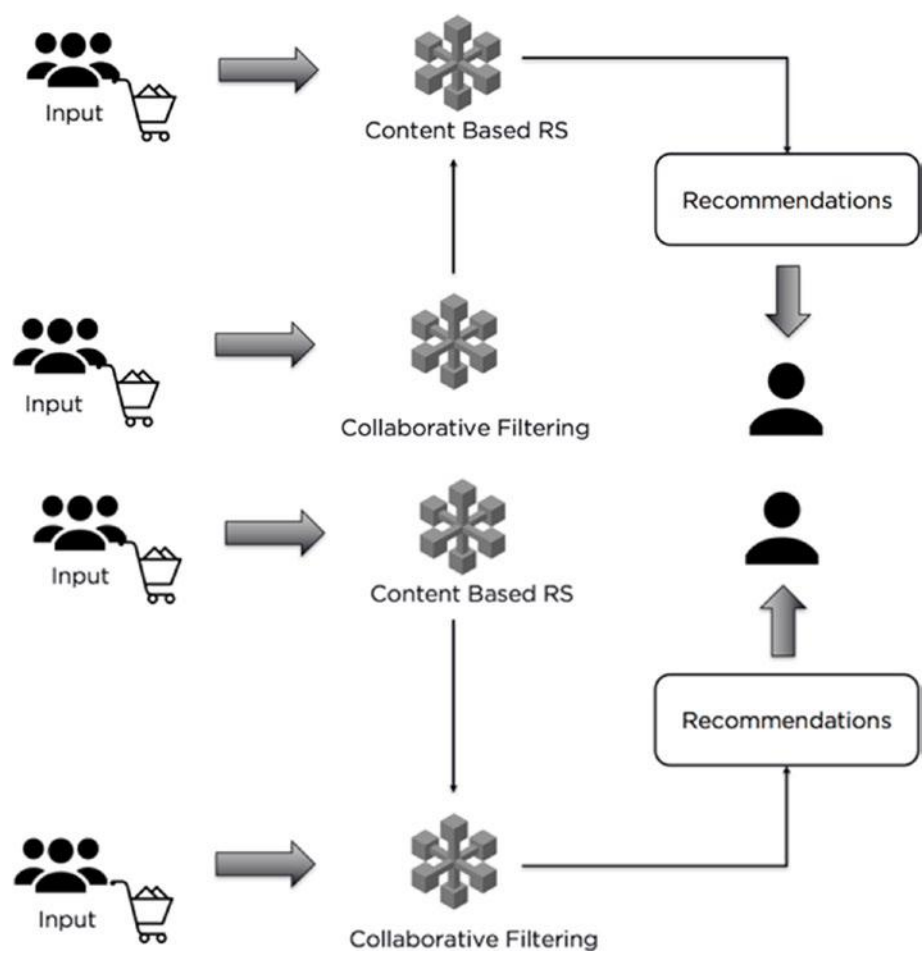 Input
Content Based RS
Recommendations
Input
Collaborative Filtering
Input
Content Based RS
Recommendations
Input
Collaborative Filtering